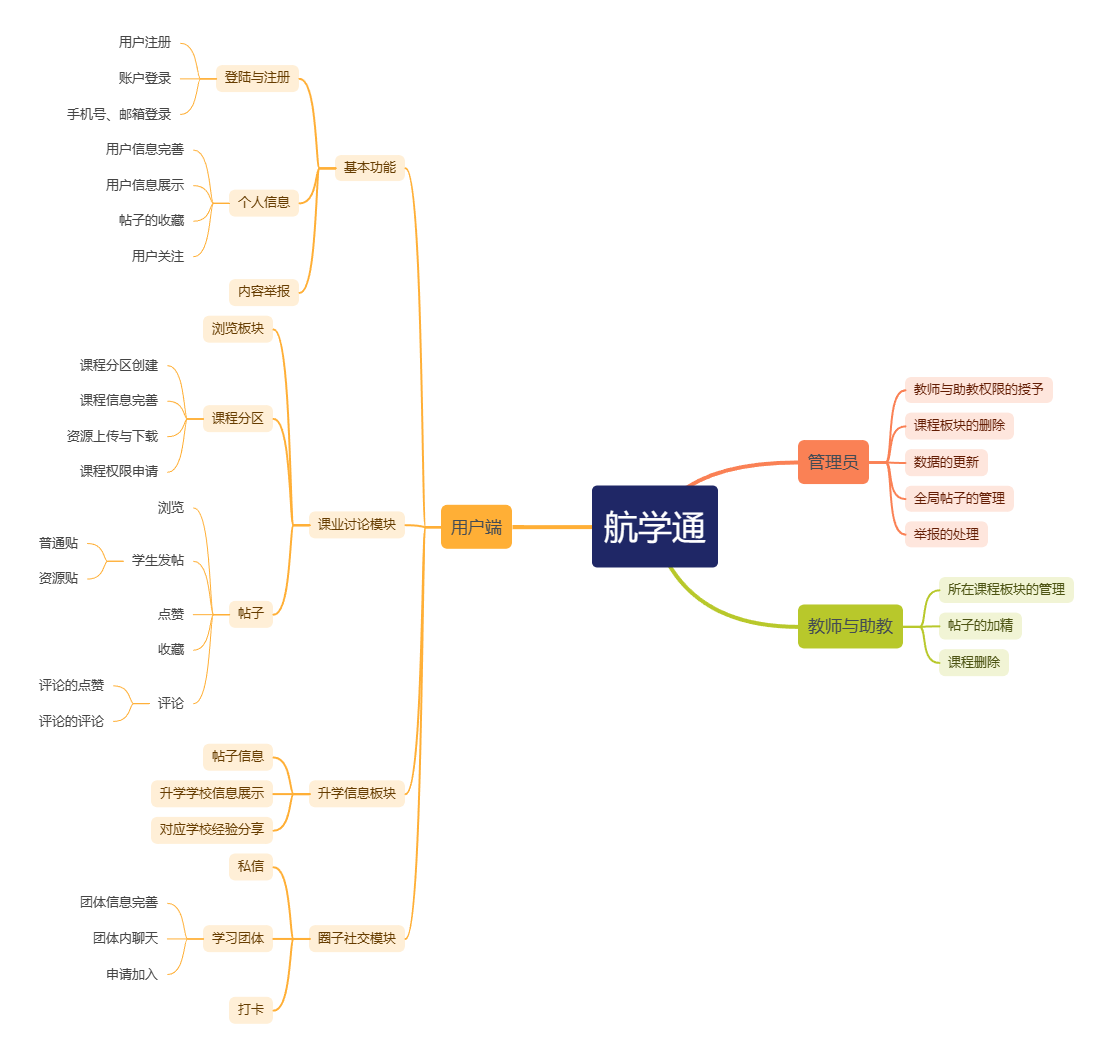 航学通
用户端
基本功能
登陆与注册
用户注册
账户登录
手机号、邮箱登录
个人信息
用户信息完善
用户信息展示
帖子的收藏
用户关注
内容举报
课业讨论模块
浏览板块
课程分区
课程分区创建
课程信息完善
资源上传与下载
课程权限申请
帖子
浏览
学生发帖
普通贴
资源贴
点赞
收藏
评论
评论的点赞
评论的评论
升学信息板块
帖子信息
升学学校信息展示
对应学校经验分享
圈子社交模块
私信
学习团体
团体信息完善
团体内聊天
申请加入
打卡
管理员
教师与助教权限的授予
课程板块的删除
数据的更新
全局帖子的管理
举报的处理
教师与助教
所在课程板块的管理
帖子的加精
课程删除